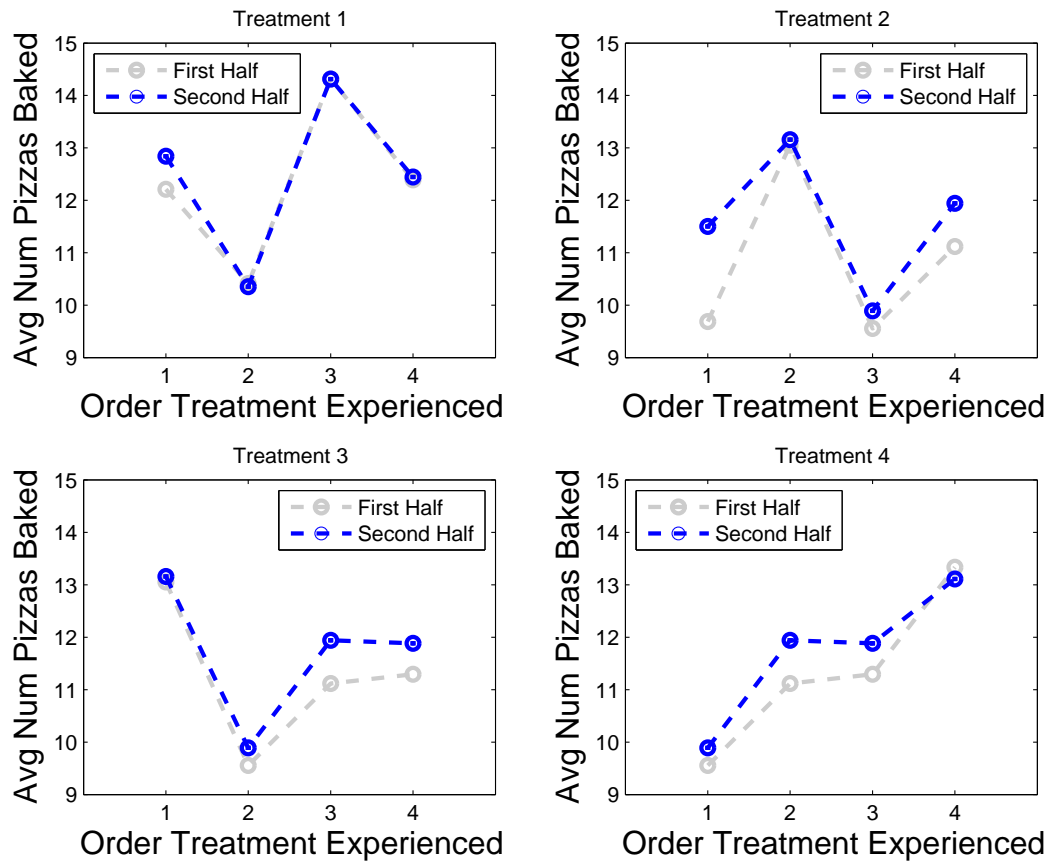 Treatment 1
Avg Num Pizzas Baked
15
14
13
12
11
10
9
First Half
Second Half
1 2 3 4
Order Treatment Experienced
Treatment 2
Avg Num Pizzas Baked
15
14
13
12
11
10
9
First Half
Second Half
1 2 3 4
Order Treatment Experienced
Treatment 3
Avg Num Pizzas Baked
15
14
13
12
11
10
9
First Half
Second Half
1 2 3 4
Order Treatment Experienced
Treatment 4
Avg Num Pizzas Baked
15
14
13
12
11
10
9
First Half
Second Half
1 2 3 4
Order Treatment Experienced